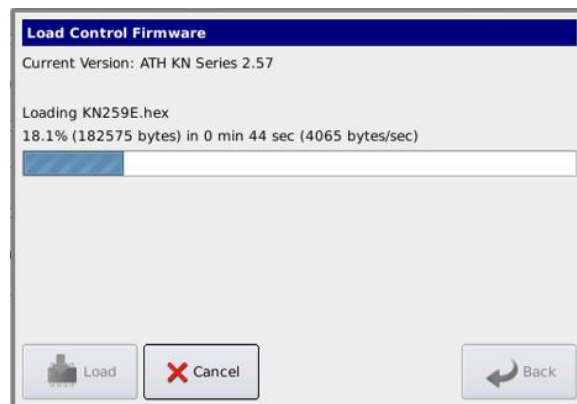 Load Control Firmware
Current Version: ATH KN Series 2.57
Loading KN259E.hex
18.1% (182575 bytes) in 0 min 44 sec (4065 bytes/sec)
Load
Cancel
Back